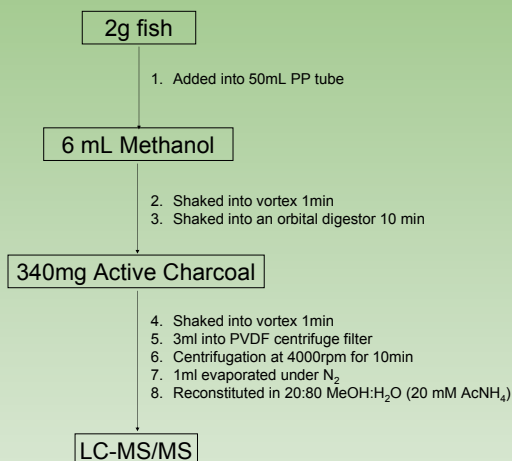 2g fish
1. Added into 50mL PP tube
6 mL Methanol
2. Shaked into vortex 1min
3. Shaked into an orbital digestor 10 min
340mg Active Charcoal
4. Shaked into vortex 1min
5. 3ml into PVDF centrifuge filter
6. Centrifugation at 4000rpm for 10min
7. 1ml evaporated under N₂
8. Reconstituted in 20:80 MeOH:H₂O (20 mM AcNH₄)
LC-MS/MS